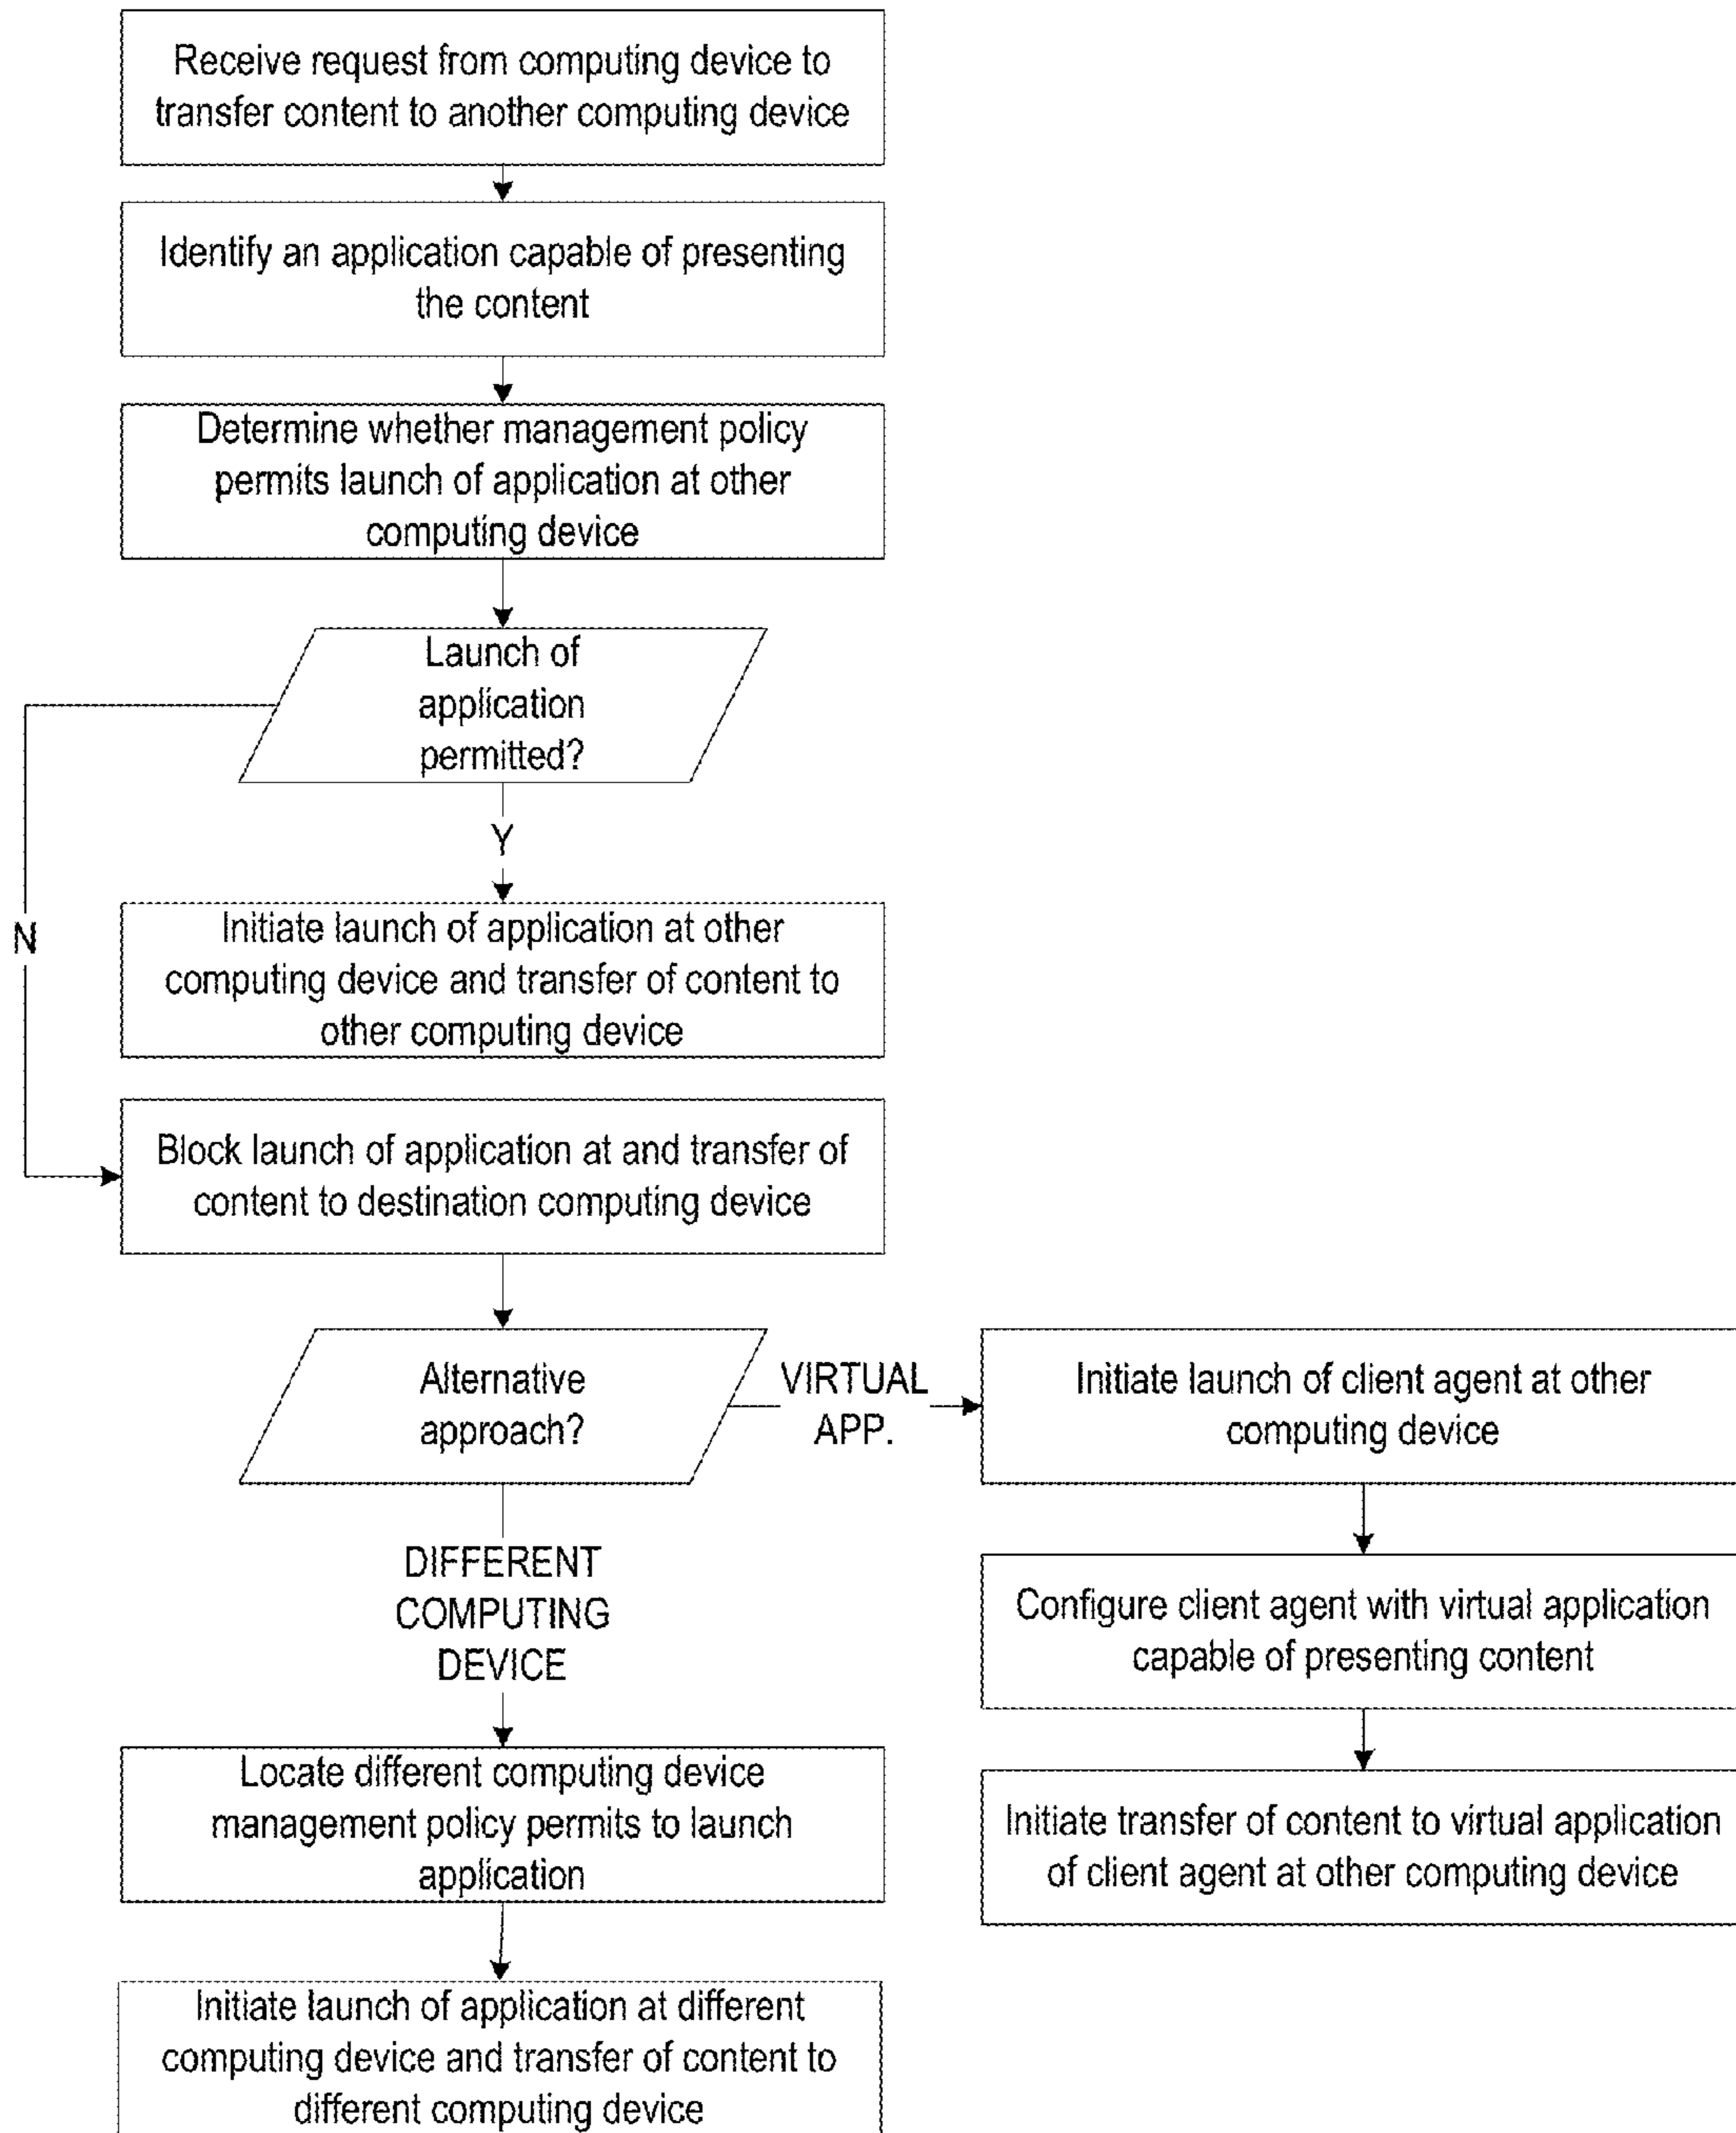 Receive request from computing device to
transfer content to another computing device
Identify an application capable of presenting
the content
Determine whether management policy
permits launch of application at other
computing device
Launch of
application
permitted?
Y
N
Initiate launch of application at other
computing device and transfer of content to
other computing device
Block launch of application at and transfer of
content to destination computing device
Alternative
approach?
VIRTUAL
APP.
Initiate launch of client agent at other
computing device
Configure client agent with virtual application
capable of presenting content
Initiate transfer of content to virtual application
of client agent at other computing device
DIFFERENT
COMPUTING
DEVICE
Locate different computing device
management policy permits to launch
application
Initiate launch of application at different
computing device and transfer of content to
different computing device